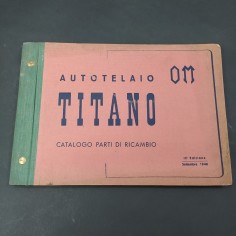 AUTOTELAIO OM
TITANO
CATALOGO PARTI DI RICAMBIO